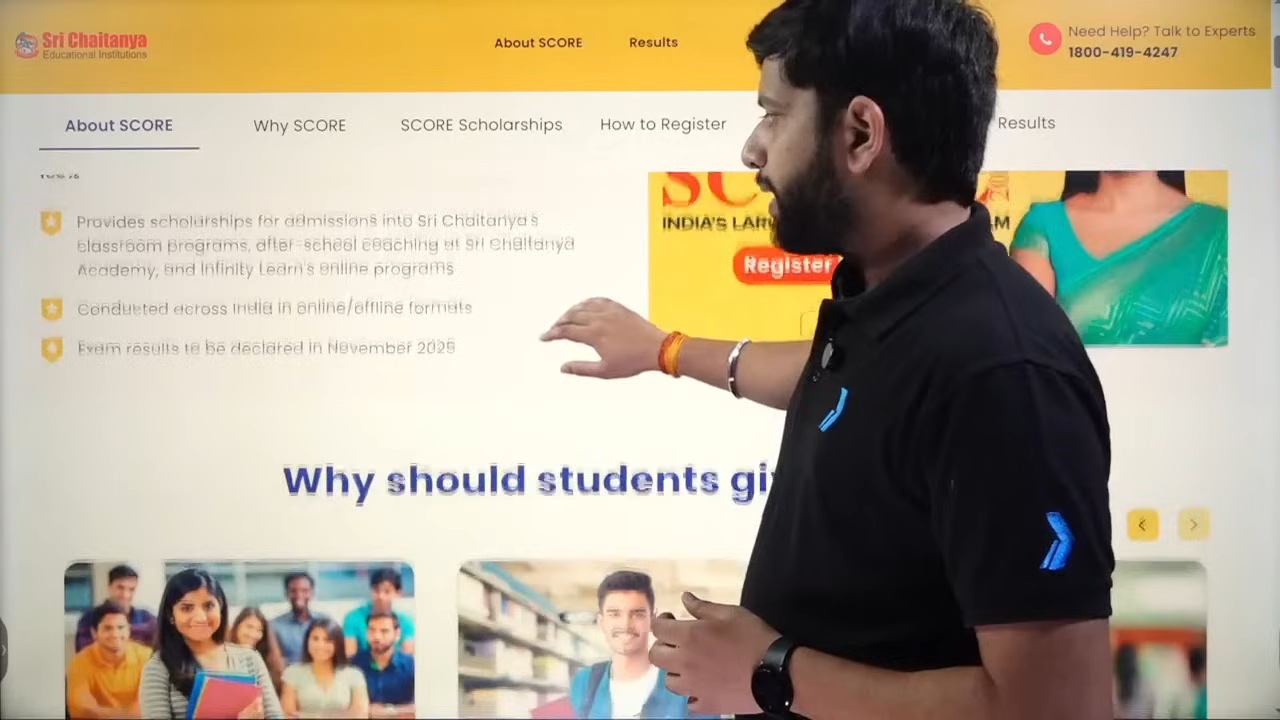 Sri Chaitanya
Educational Institutions
About SCORE
Results
Need Help? Talk to Experts
1800-419-4247
About SCORE
Why SCORE
SCORE Scholarships
How to Register
Results
Provides scholarships for admissions into Sri Chaitanya's
classroom programs, after-school coaching at Sri Chaitanya
Academy, and Infinity Learn's online programs
Conducted across India in online/offline formats
Exam results to be declared in November
SC
INDIA'S LAR
M
Register
Why should students gi